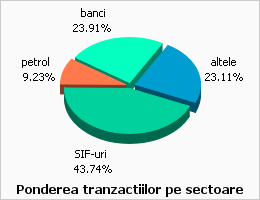 banci
23.91%
petrol
9.23%
altele
23.11%
SIF-uri
43.74%
Ponderea tranzactiilor pe sectoare